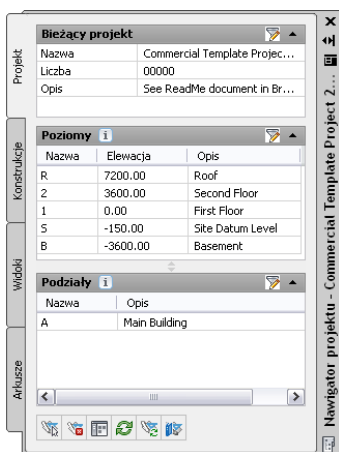 Bieżący projekt
Nazwa Commercial Template Projec...
Liczba 00000
Opis See ReadMe document in Br...
Poziomy
Nazwa Elewacja Opis
R 7200.00 Roof
2 3600.00 Second Floor
1 0.00 First Floor
S -150.00 Site Datum Level
B -3600.00 Basement
Podziały
Nazwa Opis
A Main Building
Projekt
Konstrukcje
Widoki
Arkusze
Nawigator projektu - Commercial Template Project 2...